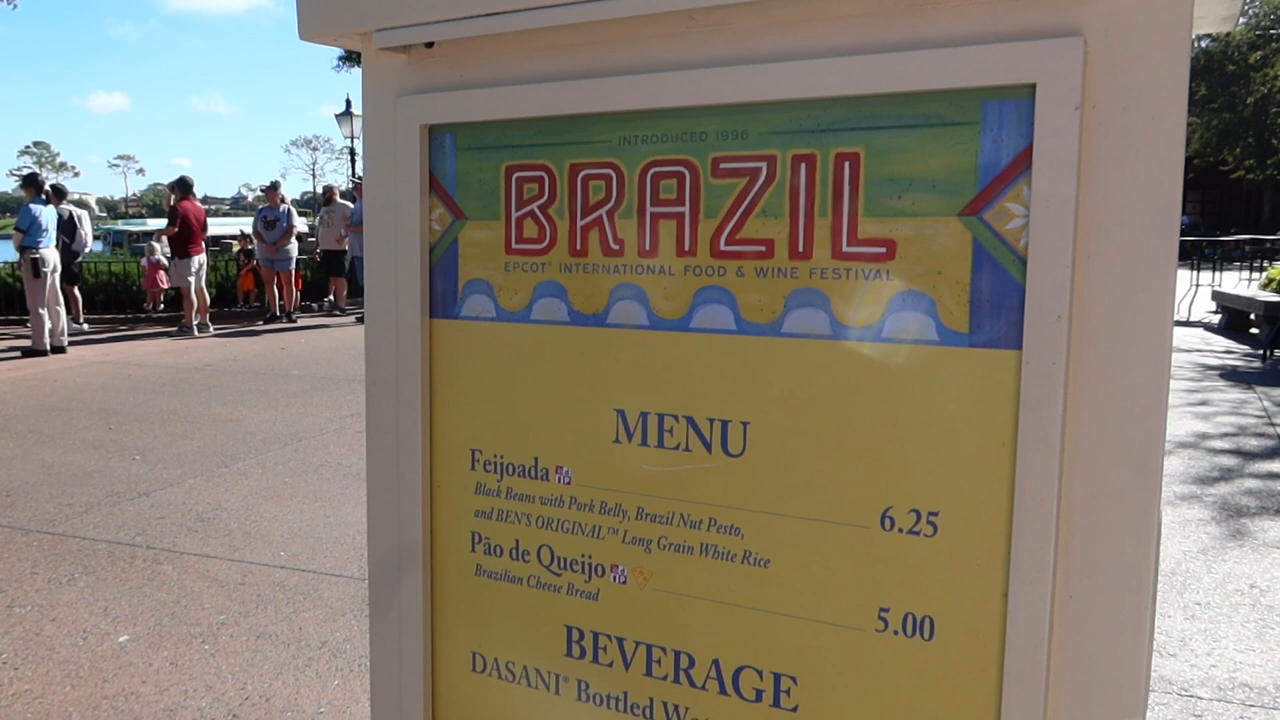 INTRODUCED 1996
BRAZIL
EPCOT® INTERNATIONAL FOOD & WINE FESTIVAL
MENU
Feijoada 6.25
Black Beans with Pork Belly, Brazil Nut Pesto,
and BEN'S ORIGINAL™ Long Grain White Rice
Pão de Queijo 5.00
Brazilian Cheese Bread
BEVERAGE
DASANI® Bottled